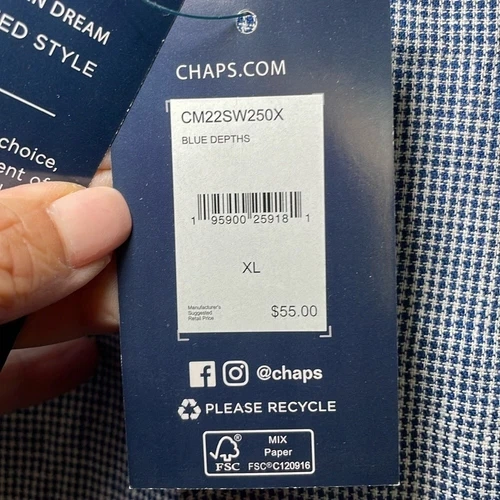 N DREAM
ED STYLE
choice,
ent of
CHAPS.COM
CM22SW250X
BLUE DEPTHS
1 95900 25918 1
XL
Manufacturer's
Suggested
Retail Price
$55.00
@chaps
PLEASE RECYCLE
FSC
MIX
Paper
FSC®C120916